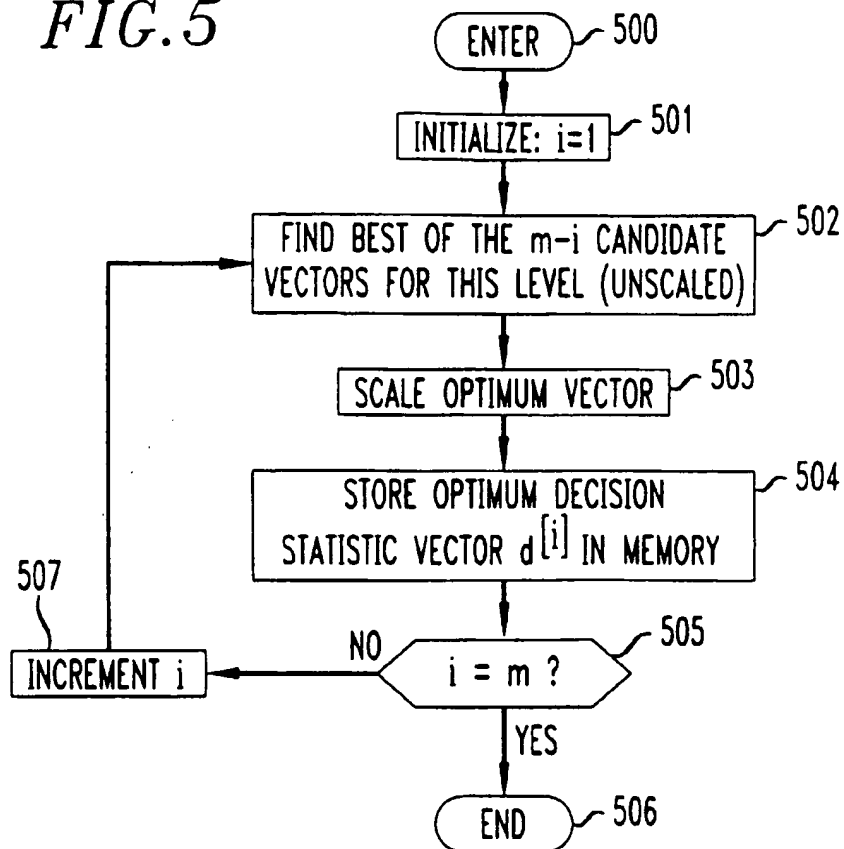 FIG.5
ENTER
500
INITIALIZE: i=1
501
FIND BEST OF THE m-i CANDIDATE
VECTORS FOR THIS LEVEL (UNSCALED)
502
SCALE OPTIMUM VECTOR
503
STORE OPTIMUM DECISION
STATISTIC VECTOR d[i] IN MEMORY
504
i = m ?
505
NO
507
INCREMENT i
YES
END
506